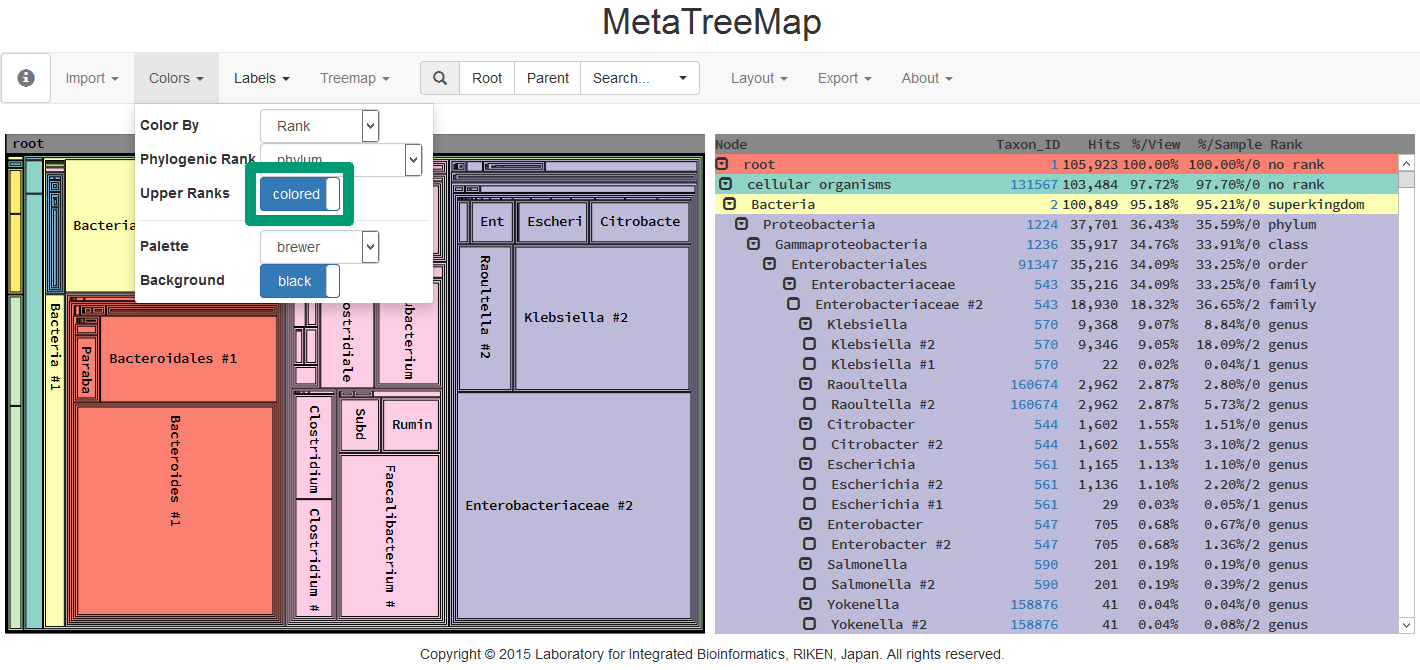 MetaTreeMap
Import Colors Labels Treemap Root Parent Search... Layout Export About
Color By Rank
Phylogenic Rank phylum
Upper Ranks colored
Palette brewer
Background black
root
Bacteria
Bacteria #1
Paraba
Bacteroidales #1
Bacteroides #1
ostridiale
ubacterium
Clostridium
Clostridium #
Subd
Rumin
Faecalibacterium #
Ent
Escheri
Citrobacte
Raoultella #2
Klebsiella #2
Enterobacteriaceae #2
Node Taxon_ID Hits %/View %/Sample Rank
root 1 105,923 100.00% 100.00%/0 no rank
cellular organisms 131567 103,484 97.72% 97.70%/0 no rank
Bacteria 2 100,849 95.18% 95.21%/0 superkingdom
Proteobacteria 1224 37,701 36.43% 35.59%/0 phylum
Gammaproteobacteria 1236 35,917 34.76% 33.91%/0 class
Enterobacteriales 91347 35,216 34.09% 33.25%/0 order
Enterobacteriaceae 543 35,216 34.09% 33.25%/0 family
Enterobacteriaceae #2 543 18,930 18.32% 36.65%/2 family
Klebsiella 570 9,368 9.07% 8.84%/0 genus
Klebsiella #2 570 9,346 9.05% 18.09%/2 genus
Klebsiella #1 570 22 0.02% 0.04%/1 genus
Raoultella 160674 2,962 2.87% 2.80%/0 genus
Raoultella #2 160674 2,962 2.87% 5.73%/2 genus
Citrobacter 544 1,602 1.55% 1.51%/0 genus
Citrobacter #2 544 1,602 1.55% 3.10%/2 genus
Escherichia 561 1,165 1.13% 1.10%/0 genus
Escherichia #2 561 1,136 1.10% 2.20%/2 genus
Escherichia #1 561 29 0.03% 0.05%/1 genus
Enterobacter 547 705 0.68% 0.67%/0 genus
Enterobacter #2 547 705 0.68% 1.36%/2 genus
Salmonella 590 201 0.19% 0.19%/0 genus
Salmonella #2 590 201 0.19% 0.39%/2 genus
Yokenella 158876 41 0.04% 0.04%/0 genus
Yokenella #2 158876 41 0.04% 0.08%/2 genus
Copyright © 2015 Laboratory for Integrated Bioinformatics, RIKEN, Japan. All rights reserved.